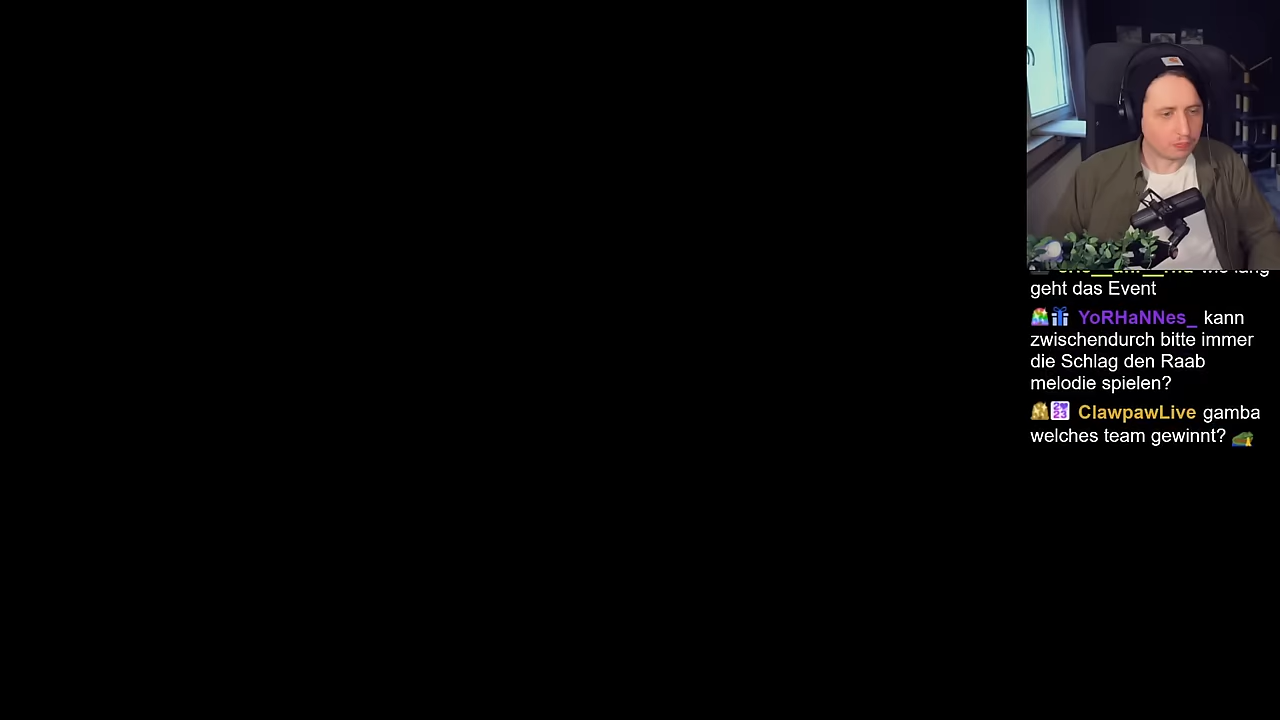 geht das Event
YoRHaNNes_ kann
zwischendurch bitte immer
die Schlag den Raab
melodie spielen?
ClawpawLive gamba
welches team gewinnt?